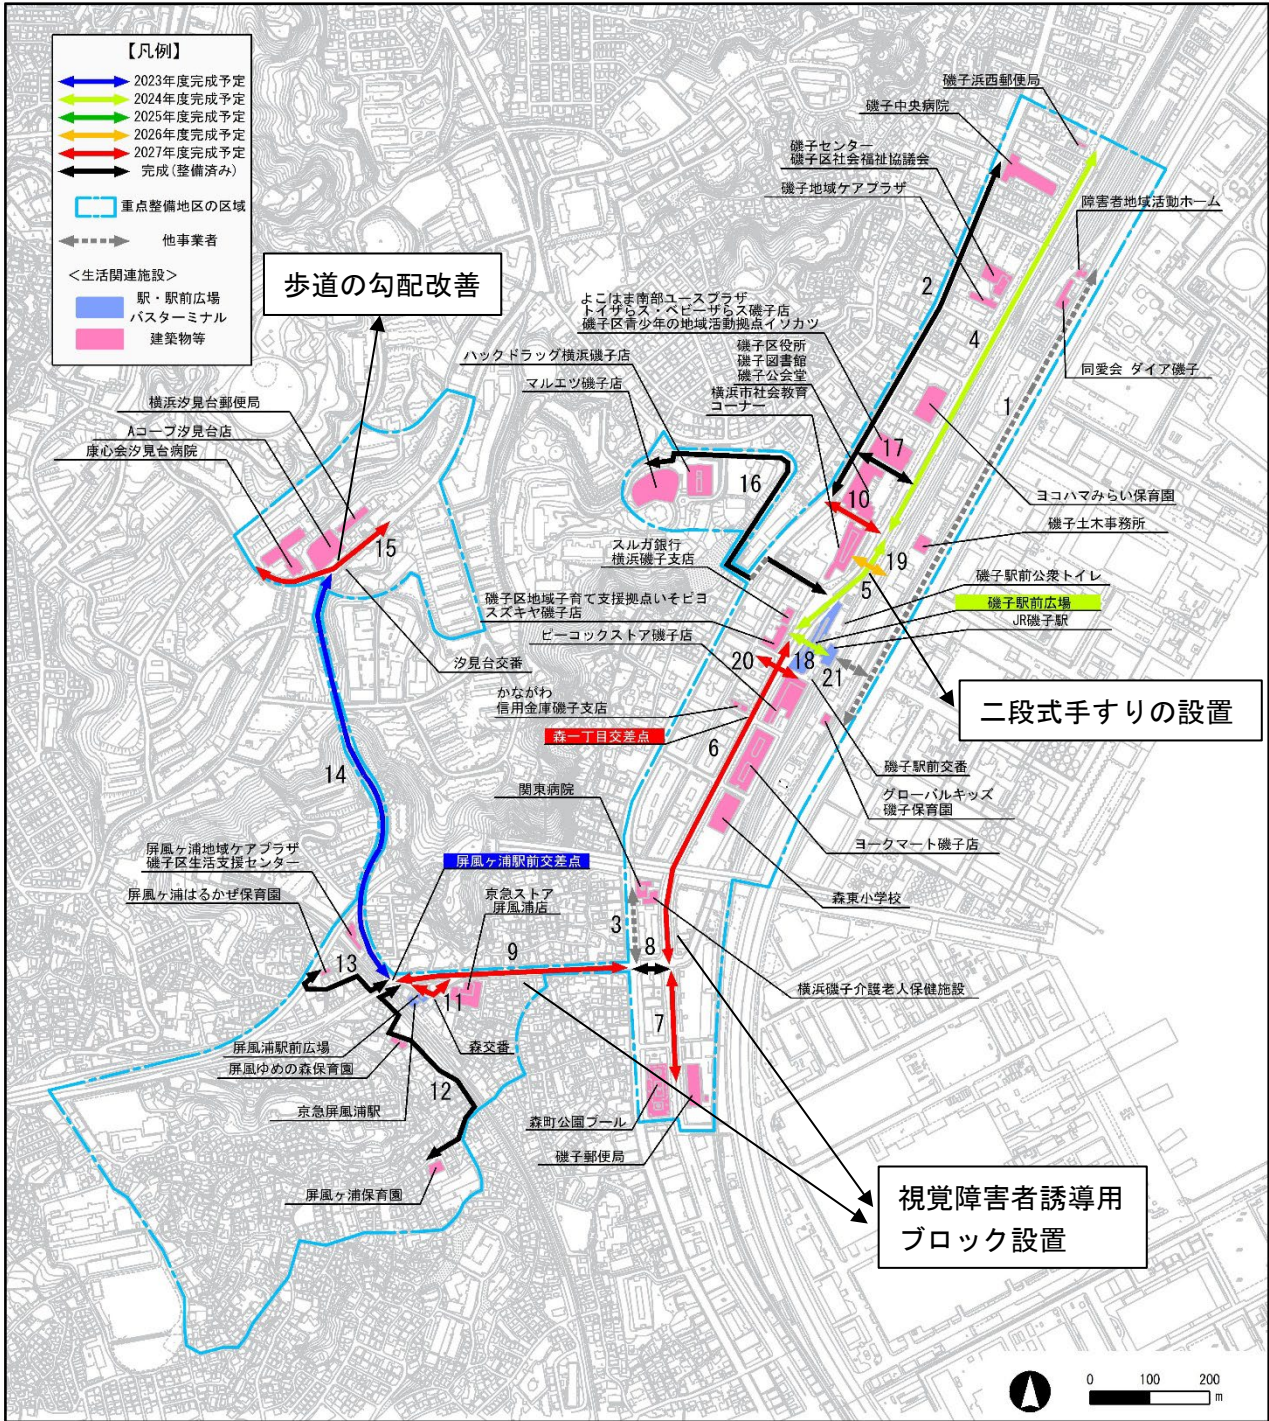 【凡例】
2023年度完成予定
2024年度完成予定
2025年度完成予定
2026年度完成予定
2027年度完成予定
完成(整備済み)
重点整備地区の区域
他事業者
＜生活関連施設＞
駅・駅前広場
バスターミナル
建築物等
歩道の勾配改善
磯子浜西郵便局
磯子中央病院
磯子センター
磯子区社会福祉協議会
磯子地域ケアプラザ
障害者地域活動ホーム
よこはま南部ユースプラザ
トイザらス・ベビーザらス磯子店
磯子区青少年の地域活動拠点イソカツ
ハックドラッグ横浜磯子店
マルエツ磯子店
磯子区役所
磯子図書館
磯子公会堂
横浜市社会教育
コーナー
同愛会 ダイア磯子
横浜汐見台郵便局
Aコープ汐見台店
康心会汐見台病院
ヨコハマみらい保育園
磯子土木事務所
スルガ銀行
横浜磯子支店
磯子駅前公衆トイレ
磯子駅前広場
JR磯子駅
磯子区地域子育て支援拠点いそピヨ
スズキヤ磯子店
ピーコックストア磯子店
汐見台交番
かながわ
信用金庫磯子支店
森一丁目交差点
二段式手すりの設置
磯子駅前交番
グローバルキッズ
磯子保育園
関東病院
ヨークマート磯子店
森東小学校
屏風ヶ浦地域ケアプラザ
磯子区生活支援センター
屏風ヶ浦はるかぜ保育園
屏風ヶ浦駅前交差点
京急ストア
屏風浦店
横浜磯子介護老人保健施設
屏風浦駅前広場
森交番
屏風ゆめの森保育園
京急屏風浦駅
森町公園プール
磯子郵便局
屏風ヶ浦保育園
視覚障害者誘導用
ブロック設置
1
2
3
4
5
6
7
8
9
10
11
12
13
14
15
16
17
18
19
20
21
0 100 200
m